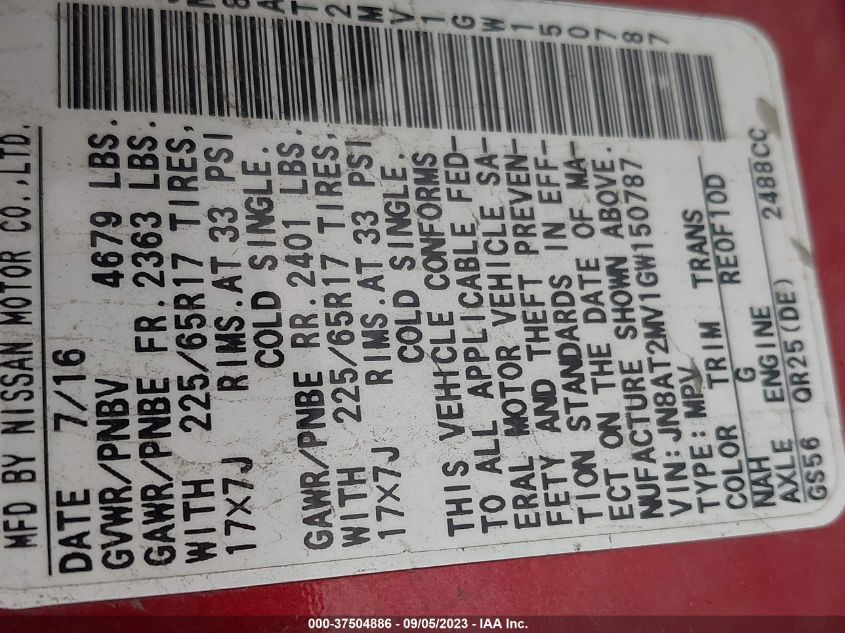 MFD BY NISSAN MOTOR CO.,LTD.
DATE 7/16
GVWR/PNBV 4679 LBS.
GAWR/PNBE FR.2363 LBS.
WITH 225/65R17 TIRES,
17X7J RIMS.AT 33 PSI
COLD SINGLE.
GAWR/PNBE RR.2401 LBS.
WITH 225/65R17 TIRES,
17X7J RIMS.AT 33 PSI
COLD SINGLE.
THIS VEHICLE CONFORMS
TO ALL APPLICABLE FED-
ERAL MOTOR VEHICLE SA-
FETY AND THEFT PREVEN-
TION STANDARDS IN EFF-
ECT ON THE DATE OF MA-
NUFACTURE SHOWN ABOVE.
VIN:JN8AT2MV1GW150787
TYPE:MPV
COLOR TRIM TRANS
NAH G RE0F10D
AXLE ENGINE
GS56 QR25(DE) 2488CC
8AT2MV1GW150787
000-37504886 - 09/05/2023 - IAA Inc.